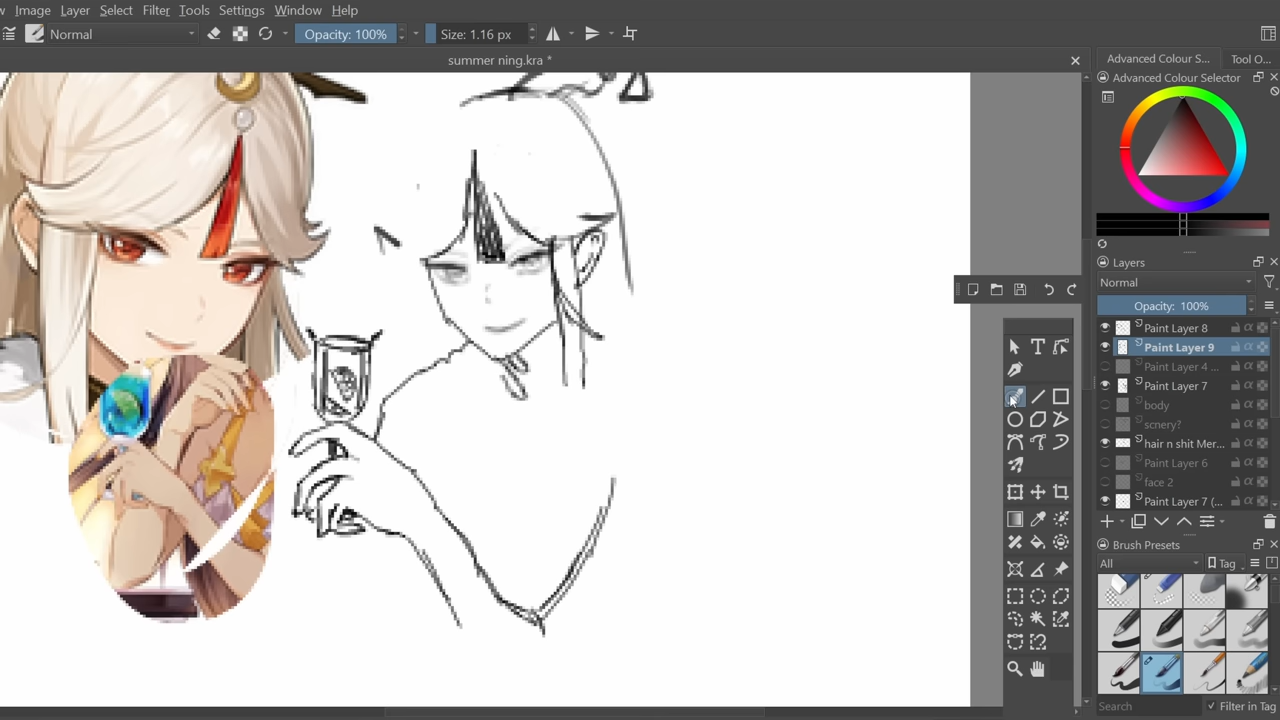 Image Layer Select Filter Tools Settings Window Help
Normal Opacity: 100% Size: 1.16 px
summer ning.kra *
Advanced Colour S... Tool O...
Advanced Colour Selector
Layers
Normal
Opacity: 100%
Paint Layer 8
Paint Layer 9
Paint Layer 4 ...
Paint Layer 7
body
scnery?
hair n shit Mer...
Paint Layer 6
face 2
Paint Layer 7 (...
Brush Presets
All Tag
Search Filter in Tag